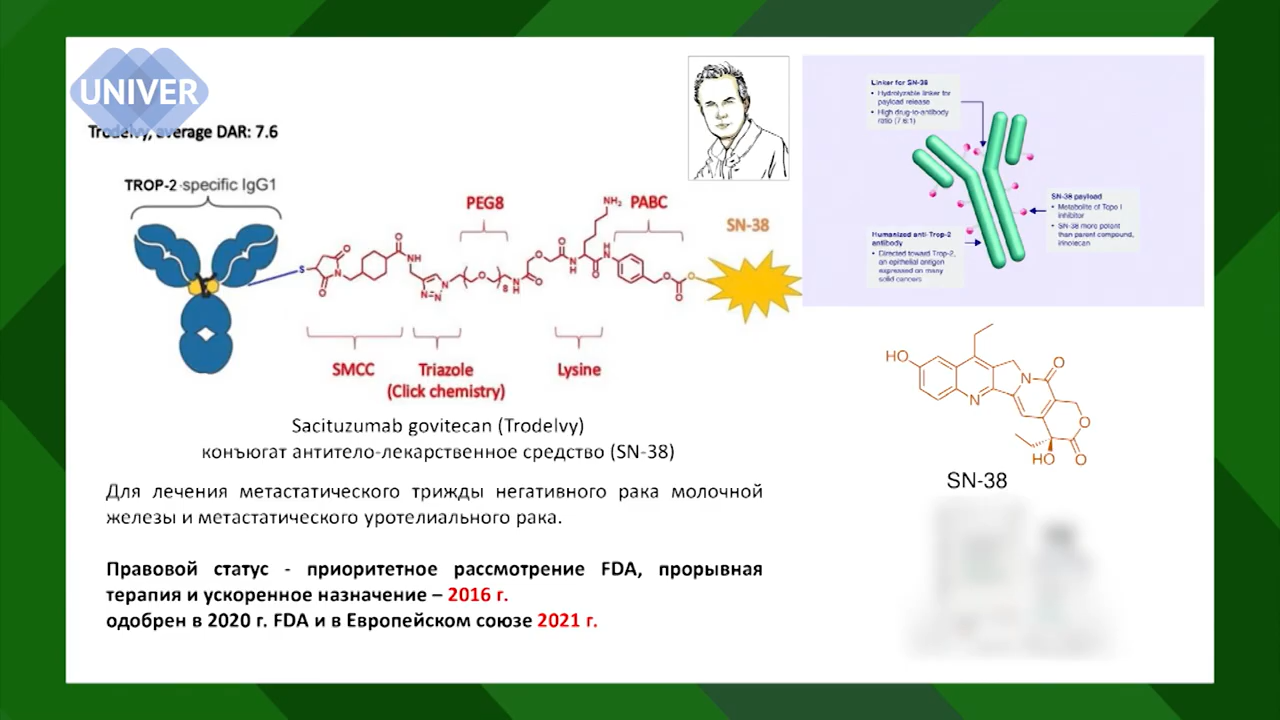 UNIVER
Trodelvy, average DAR: 7.6
TROP-2-specific IgG1
PEG8
NH₂
PABC
SN-38
O
O
NH
O
O
O
S
N
O
N
N=N
O
8
N
H
O
N
H
O
NH
O
O
O
SMCC
Triazole
(Click chemistry)
Lysine
Linker for SN-38
• Hydrolyzable linker for
payload release
• High drug-to-antibody
ratio (7.6:1)
SN-38 payload
• Metabolite of Topo I
inhibitor
• SN-38 more potent
than parent compound,
irinotecan
Humanized anti-Trop-2
antibody
• Directed toward Trop-2,
an epithelial antigen
expressed on many
solid cancers
HO
O
N
N
O
HO
O
SN-38
Sacituzumab govitecan (Trodelvy)
конъюгат антитело-лекарственное средство (SN-38)
Для лечения метастатического трижды негативного рака молочной
железы и метастатического уротелиального рака.
Правовой статус - приоритетное рассмотрение FDA, прорывная
терапия и ускоренное назначение – 2016 г.
одобрен в 2020 г. FDA и в Европейском союзе 2021 г.